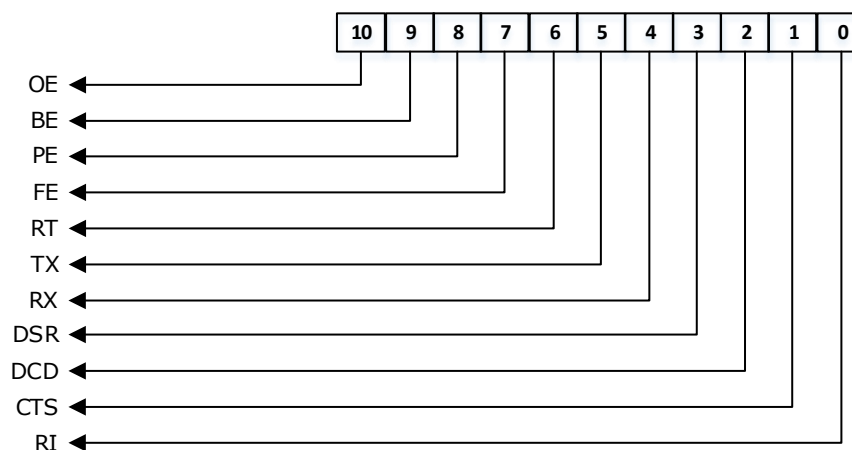 10 9 8 7 6 5 4 3 2 1 0
OE
BE
PE
FE
RT
TX
RX
DSR
DCD
CTS
RI